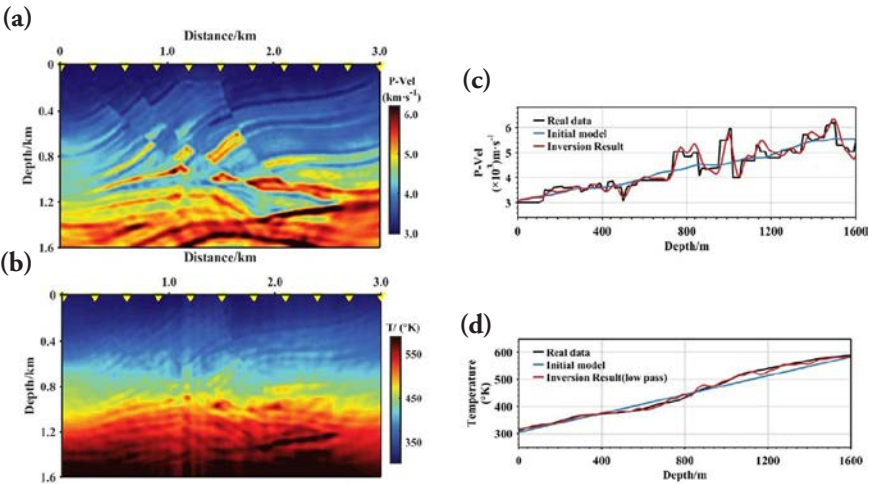 (a)
Distance/km
0 1.0 2.0 3.0
0
0.4
0.8
1.2
1.6
Depth/km
P-Vel
(km·s⁻¹)
6.0
5.0
4.0
3.0
Distance/km
(b)
0 1.0 2.0 3.0
0
0.4
0.8
1.2
1.6
Depth/km
T/ (°K)
550
450
350
(c)
Real data
Initial model
Inversion Result
P-Vel
(×10³)m·s⁻¹
6
5
4
3
0 400 800 1200 1600
Depth/m
(d)
Real data
Initial model
Inversion Result(low pass)
Temperature
(°K)
600
500
400
300
0 400 800 1200 1600
Depth/m